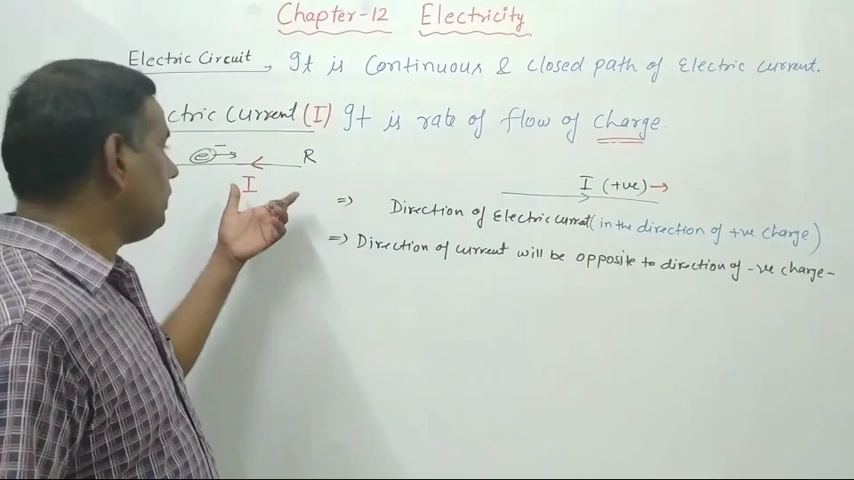 Chapter-12 Electricity
Electric Circuit, It is Continuous & closed path of Electric current.
ctric Current (I) It is rate of flow of charge.
e - R
I
I (+ve)
⇒ Direction of Electric current (in the direction of +ve charge)
⇒ Direction of current will be opposite to direction of -ve charge-